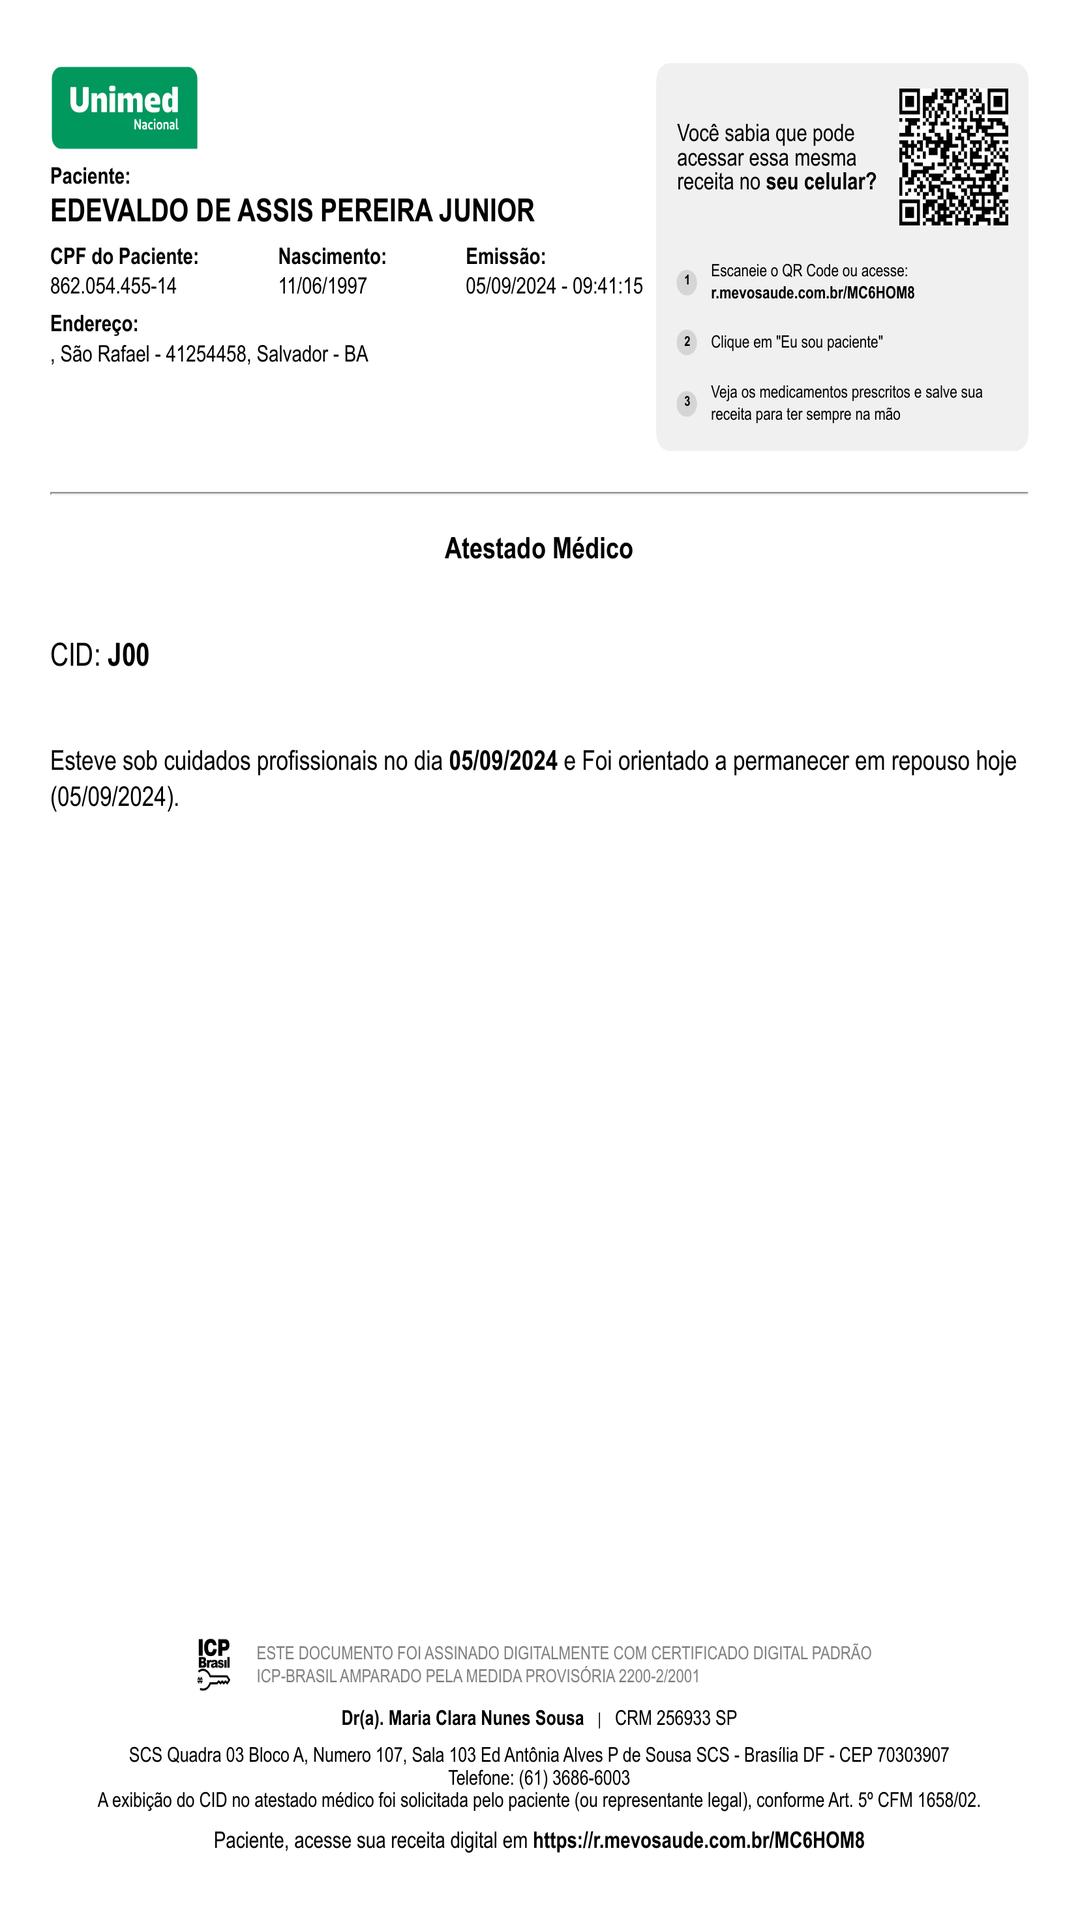 Unimed
Nacional
Paciente:
EDEVALDO DE ASSIS PEREIRA JUNIOR
CPF do Paciente: Nascimento: Emissão:
862.054.455-14 11/06/1997 05/09/2024 - 09:41:15
Endereço:
, São Rafael - 41254458, Salvador - BA
Você sabia que pode
acessar essa mesma
receita no seu celular?
1 Escaneie o QR Code ou acesse:
r.mevosaude.com.br/MC6HOM8
2 Clique em "Eu sou paciente"
3 Veja os medicamentos prescritos e salve sua
receita para ter sempre na mão
Atestado Médico
CID: J00
Esteve sob cuidados profissionais no dia 05/09/2024 e Foi orientado a permanecer em repouso hoje
(05/09/2024).
ICP
Brasil
ESTE DOCUMENTO FOI ASSINADO DIGITALMENTE COM CERTIFICADO DIGITAL PADRÃO
ICP-BRASIL AMPARADO PELA MEDIDA PROVISÓRIA 2200-2/2001
Dr(a). Maria Clara Nunes Sousa | CRM 256933 SP
SCS Quadra 03 Bloco A, Numero 107, Sala 103 Ed Antônia Alves P de Sousa SCS - Brasília DF - CEP 70303907
Telefone: (61) 3686-6003
A exibição do CID no atestado médico foi solicitada pelo paciente (ou representante legal), conforme Art. 5º CFM 1658/02.
Paciente, acesse sua receita digital em https://r.mevosaude.com.br/MC6HOM8